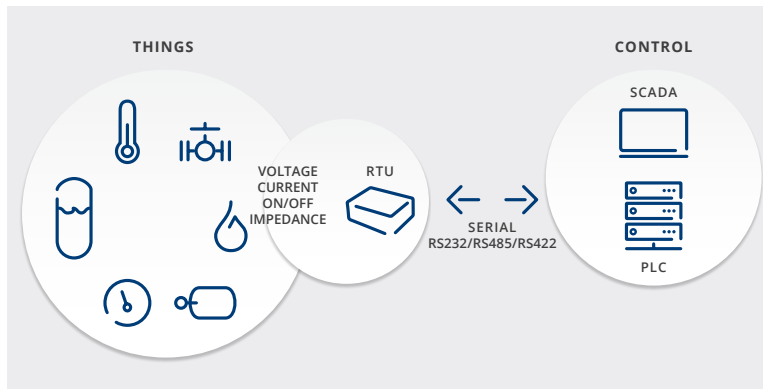 THINGS
CONTROL
SCADA
VOLTAGE
CURRENT
ON/OFF
IMPEDANCE
RTU
SERIAL
RS232/RS485/RS422
PLC